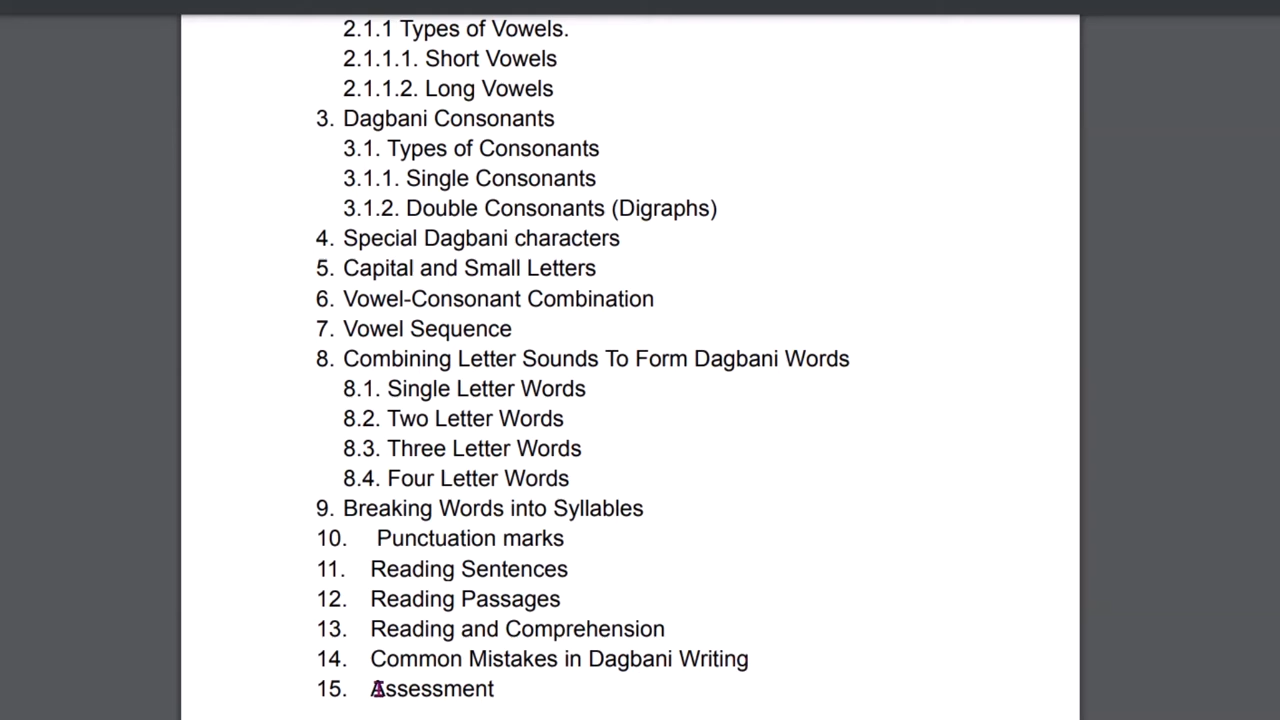 2.1.1 Types of Vowels.
2.1.1.1. Short Vowels
2.1.1.2. Long Vowels
3. Dagbani Consonants
3.1. Types of Consonants
3.1.1. Single Consonants
3.1.2. Double Consonants (Digraphs)
4. Special Dagbani characters
5. Capital and Small Letters
6. Vowel-Consonant Combination
7. Vowel Sequence
8. Combining Letter Sounds To Form Dagbani Words
8.1. Single Letter Words
8.2. Two Letter Words
8.3. Three Letter Words
8.4. Four Letter Words
9. Breaking Words into Syllables
10. Punctuation marks
11. Reading Sentences
12. Reading Passages
13. Reading and Comprehension
14. Common Mistakes in Dagbani Writing
15. Assessment